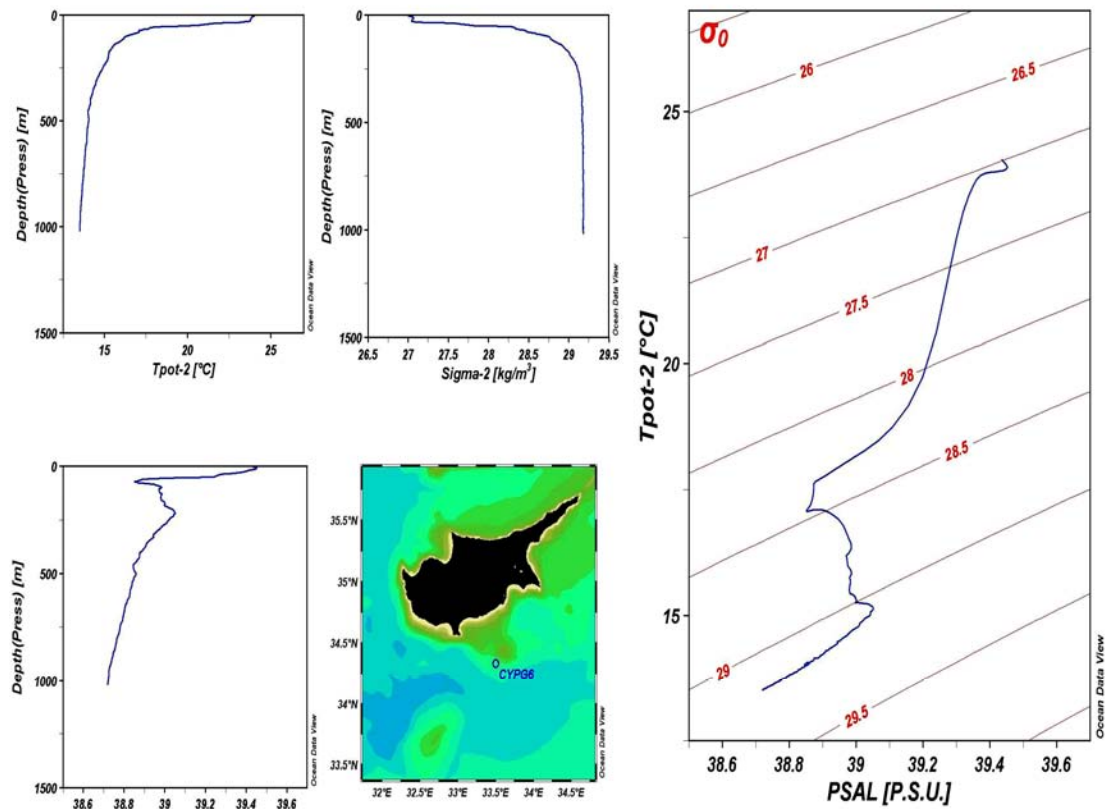 0
500
1000
1500
Depth(Press) [m]
15
20
25
Tpot-2 [°C]
Ocean Data View
0
500
1000
1500
Depth(Press) [m]
26.5
27
27.5
28
28.5
29
29.5
Sigma-2 [kg/m³]
Ocean Data View
0
500
1000
1500
Depth(Press) [m]
38.6
38.8
39
39.2
39.4
39.6
Ocean Data View
35.5°N
35°N
34.5°N
34°N
33.5°N
32°E
32.5°E
33°E
33.5°E
34°E
34.5°E
CYPG6
Ocean Data View
σ0
26
26.5
27
27.5
28
28.5
29
29.5
25
20
15
Tpot-2 [°C]
38.6
38.8
39
39.2
39.4
39.6
PSAL [P.S.U.]
Ocean Data View